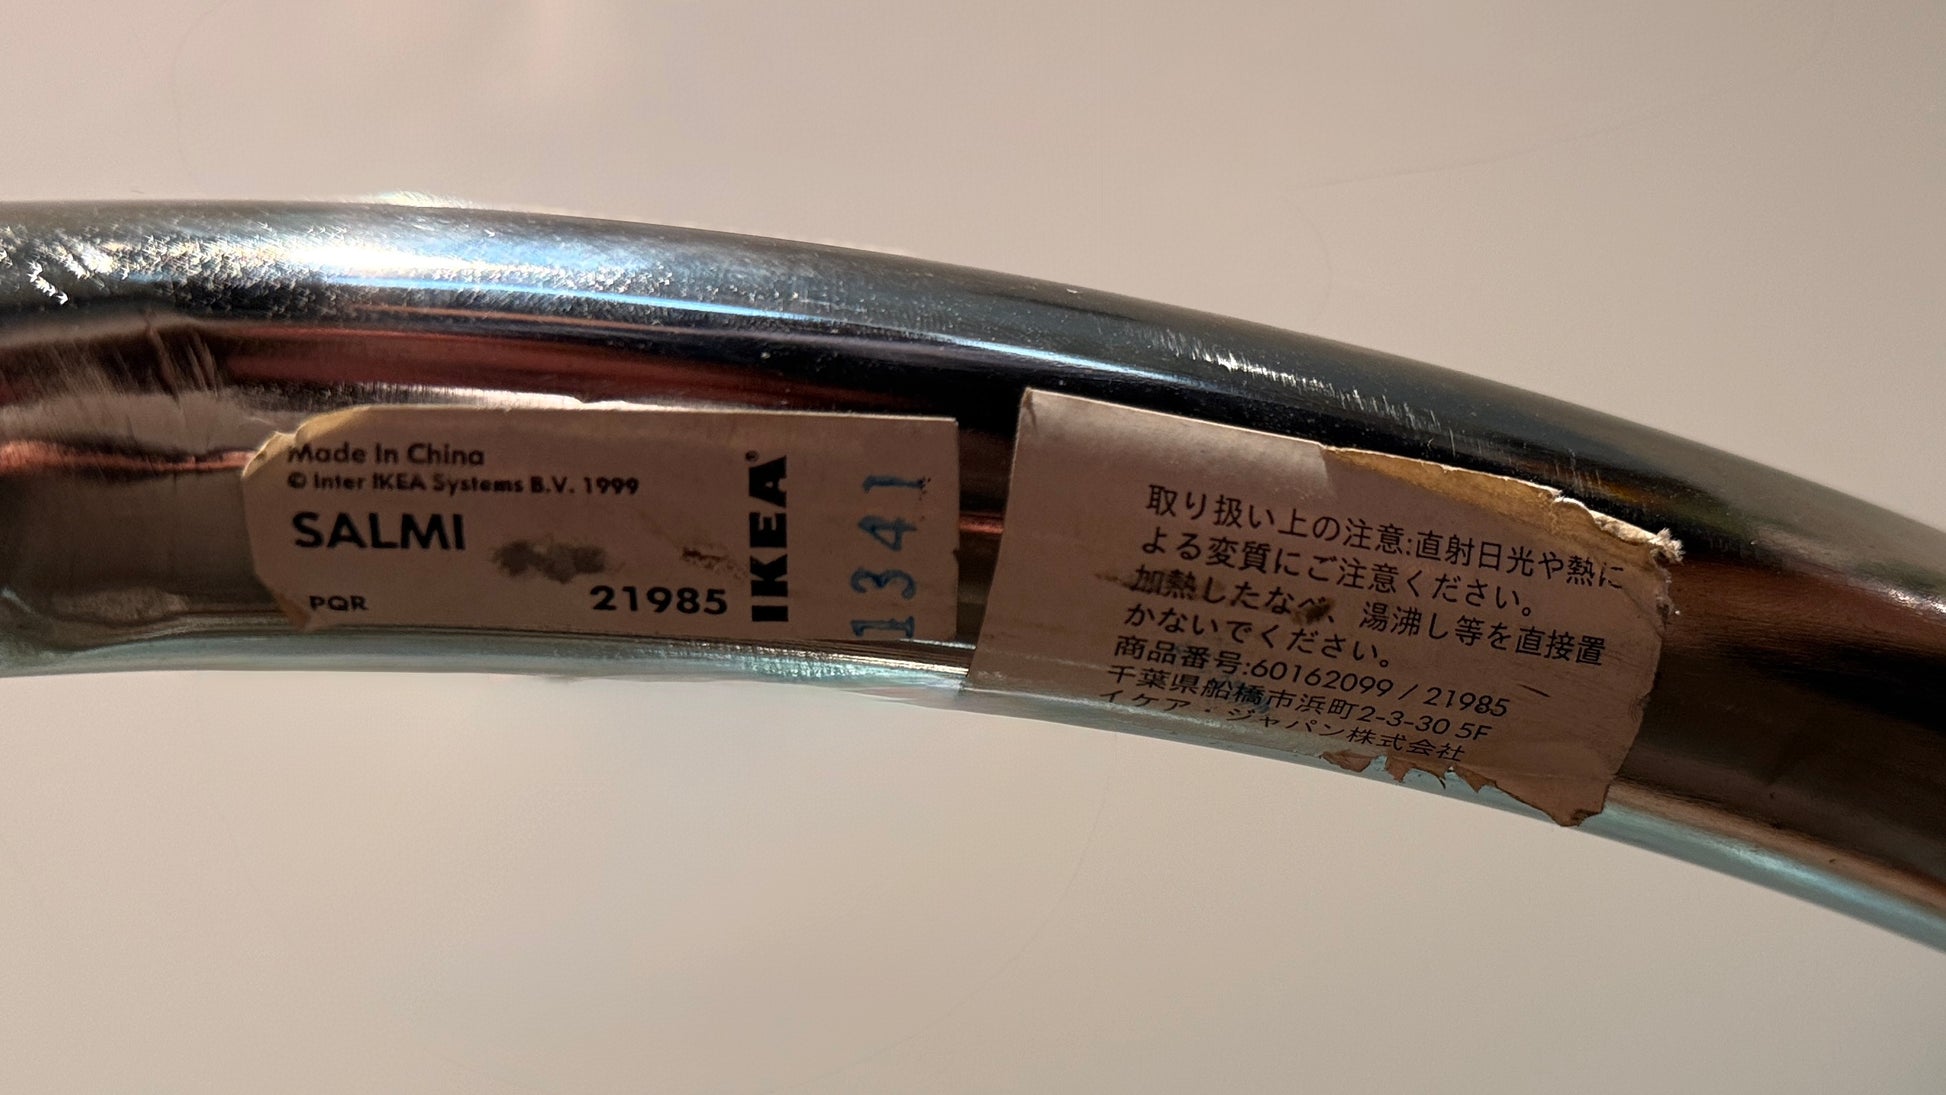 Made In China
© Inter IKEA Systems B.V. 1999
SALMI
PQR
21985
IKEA®
1341
取り扱い上の注意:直射日光や熱に
よる変質にご注意ください。
加熱したなべ、湯沸し等を直接置
かないでください。
商品番号:60162099 / 21985
千葉県船橋市浜町2-3-30 5F
イケア・ジャパン株式会社